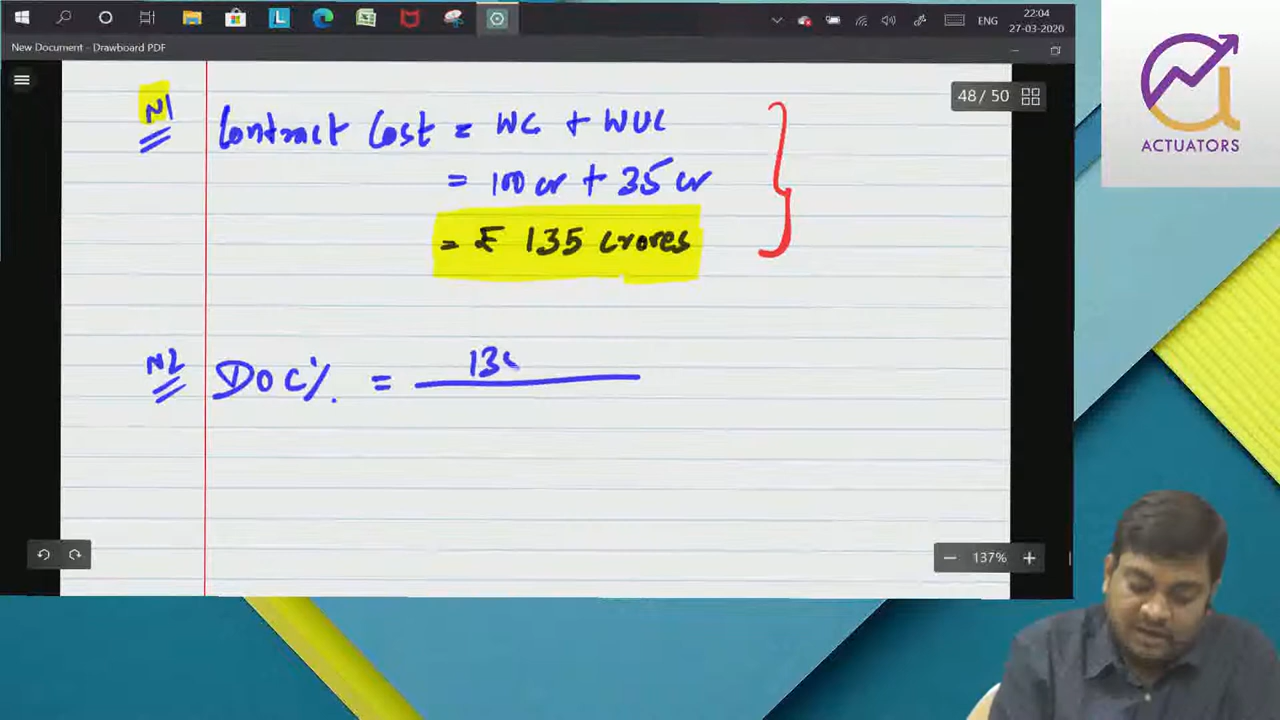 22:04
ENG
27-03-2020
New Document - Drawboard PDF
48 / 50
N1 Contract Cost = WC + WUC
= 100 cr + 35 cr
= ₹ 135 crores
N2 DOC% = 13
137%
ACTUATORS